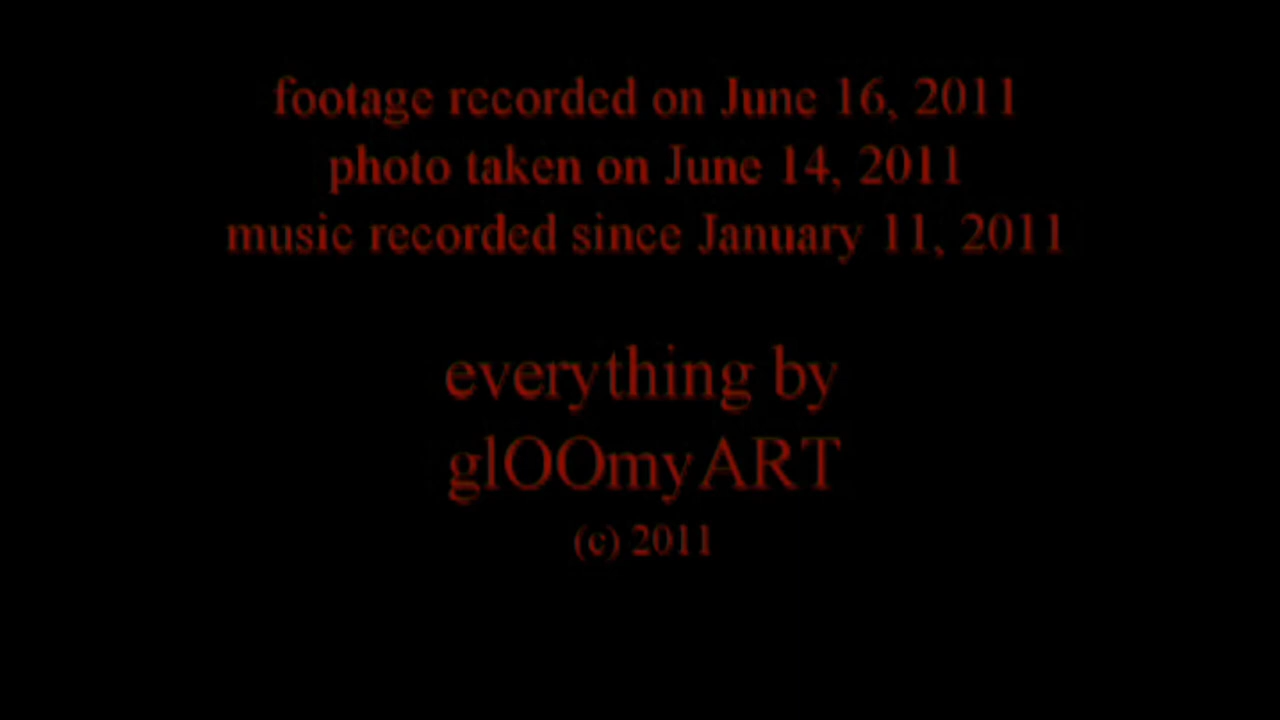 footage recorded on June 16, 2011
photo taken on June 14, 2011
music recorded since January 11, 2011
everything by
glOOmyART
(c) 2011